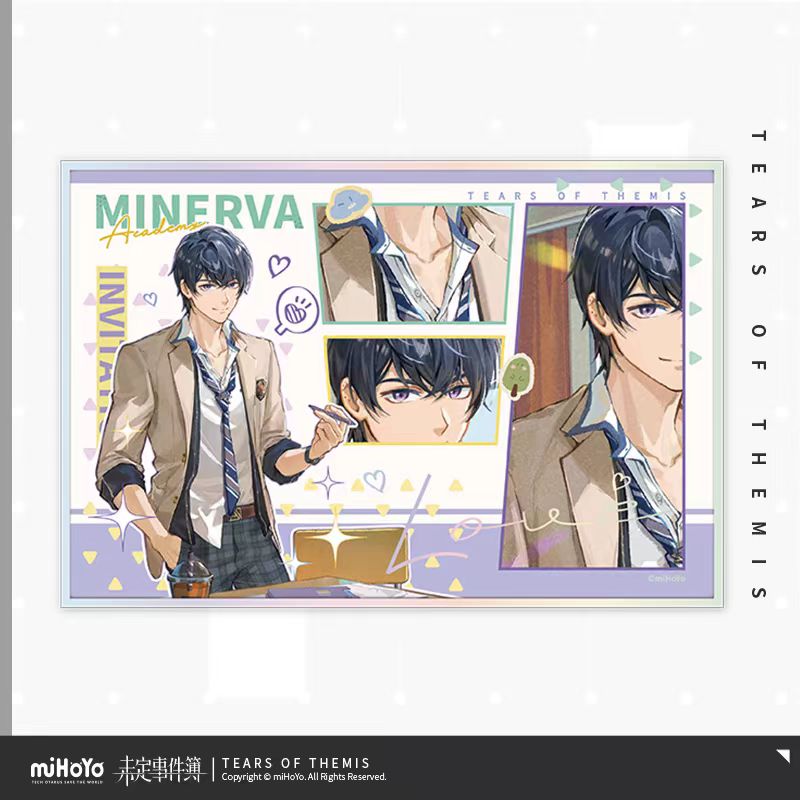 MINERVA
Academy
TEARS OF THEMIS
Love
©miHoYo
TEARS OF THEMIS
miHoYo
TECH OTAKUS SAVE THE WORLD
未定事件簿
TEARS OF THEMIS
Copyright © miHoYo. All Rights Reserved.